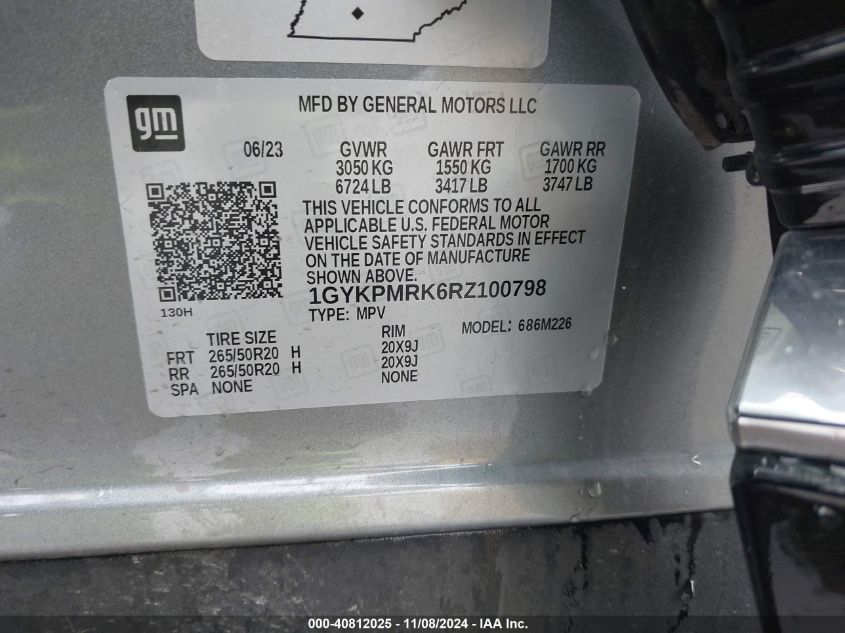 gm
MFD BY GENERAL MOTORS LLC
06/23 GVWR GAWR FRT GAWR RR
3050 KG 1550 KG 1700 KG
6724 LB 3417 LB 3747 LB
THIS VEHICLE CONFORMS TO ALL
APPLICABLE U.S. FEDERAL MOTOR
VEHICLE SAFETY STANDARDS IN EFFECT
ON THE DATE OF MANUFACTURE
SHOWN ABOVE.
1GYKPMRK6RZ100798
130H
TYPE: MPV MODEL: 686M226
TIRE SIZE RIM
FRT 265/50R20 H 20X9J
RR 265/50R20 H 20X9J
SPA NONE NONE
000-40812025 - 11/08/2024 - IAA Inc.